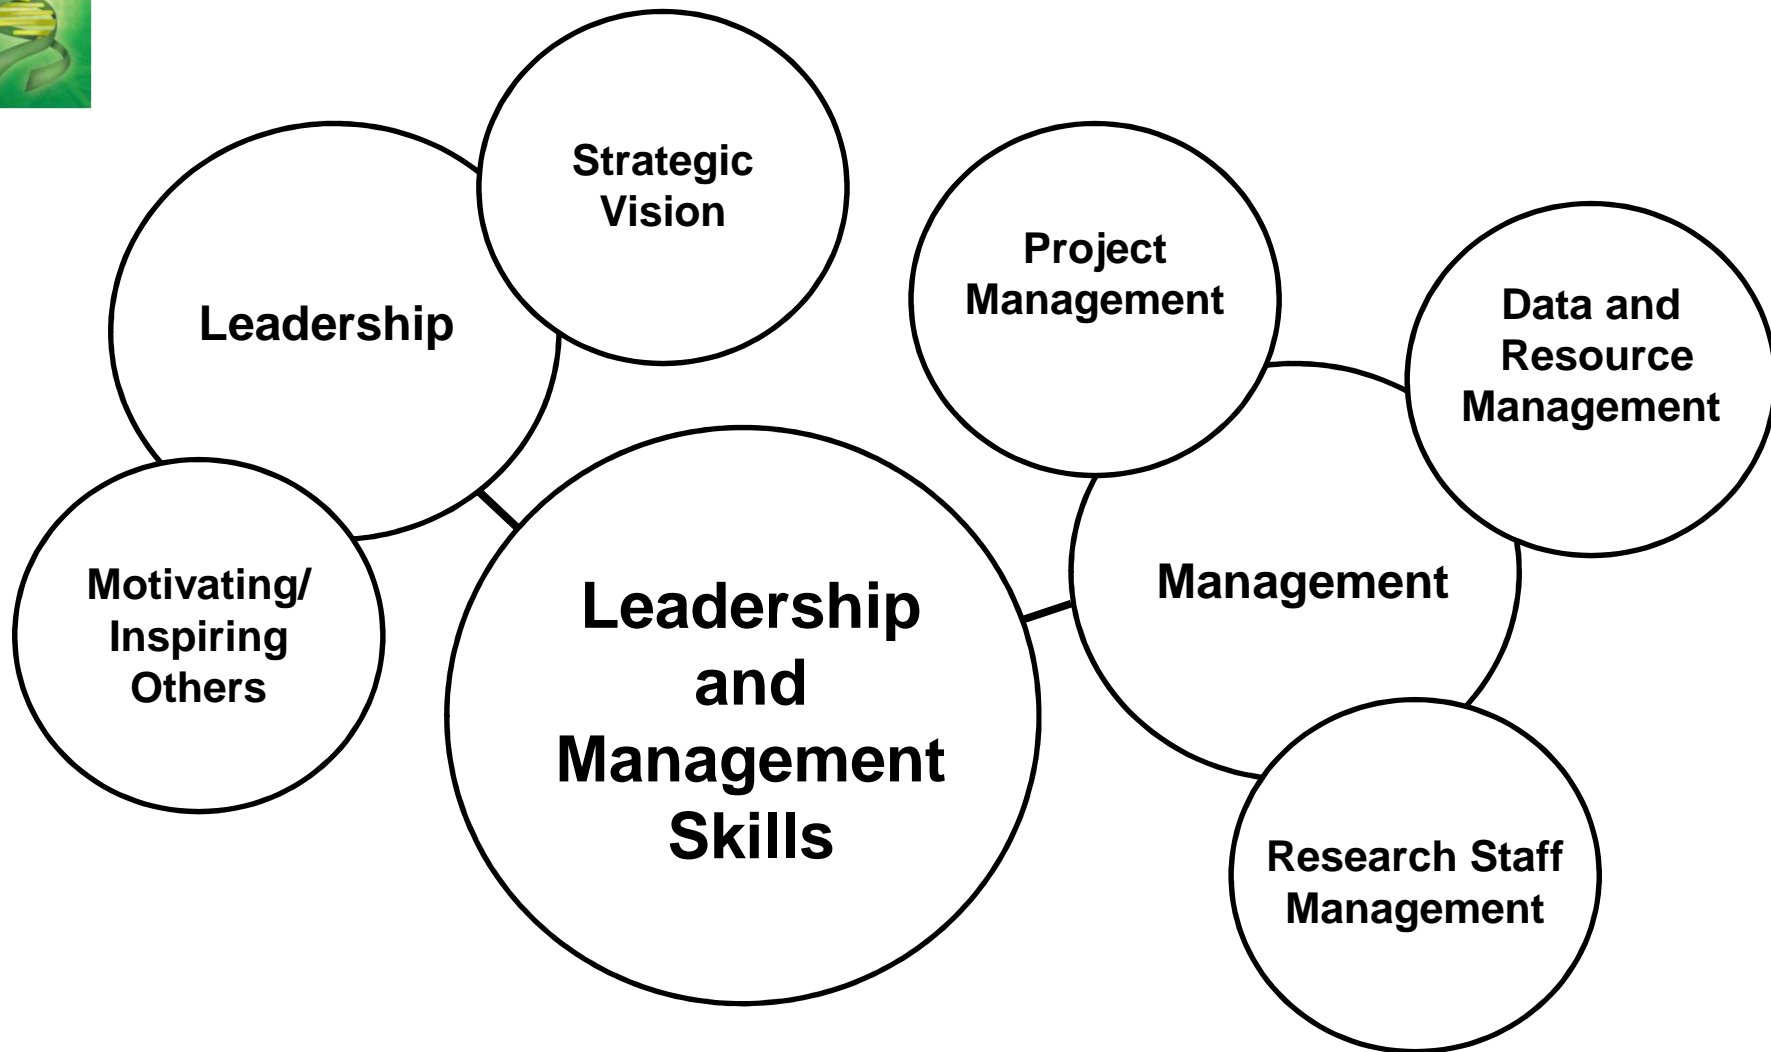 Strategic
Vision
Leadership
Motivating/
Inspiring
Others
Leadership
and
Management
Skills
Project
Management
Data and
Resource
Management
Management
Research Staff
Management